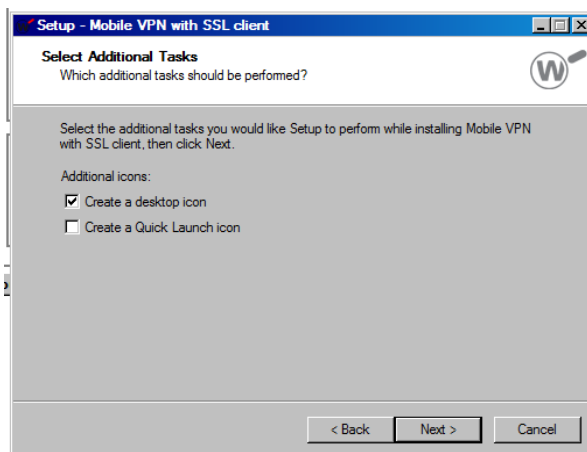 Setup - Mobile VPN with SSL client
Select Additional Tasks
Which additional tasks should be performed?
W
Select the additional tasks you would like Setup to perform while installing Mobile VPN
with SSL client, then click Next.
Additional icons:
Create a desktop icon
Create a Quick Launch icon
< Back
Next >
Cancel